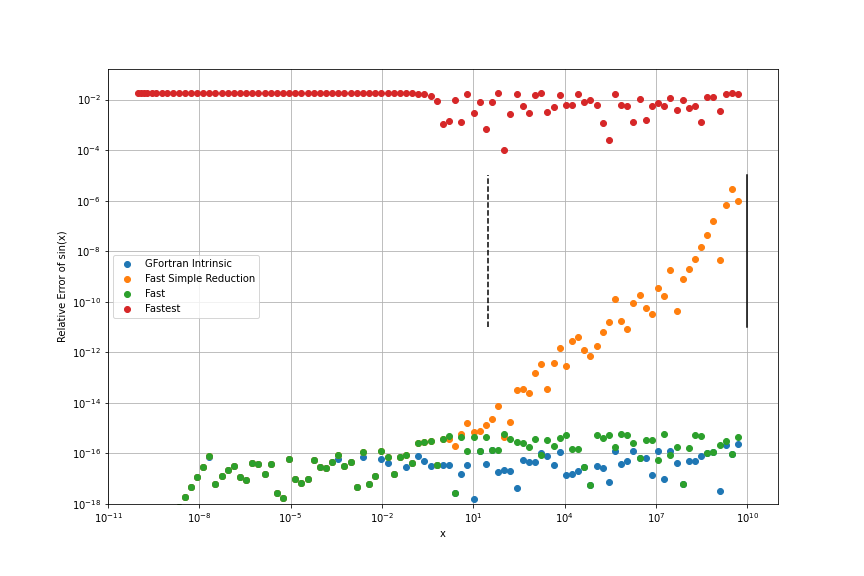 Relative Error of sin(x)
10^-2
10^-4
10^-6
10^-8
10^-10
10^-12
10^-14
10^-16
10^-18
GFortran Intrinsic
Fast Simple Reduction
Fast
Fastest
10^-11 10^-8 10^-5 10^-2 10^1 10^4 10^7 10^10
x